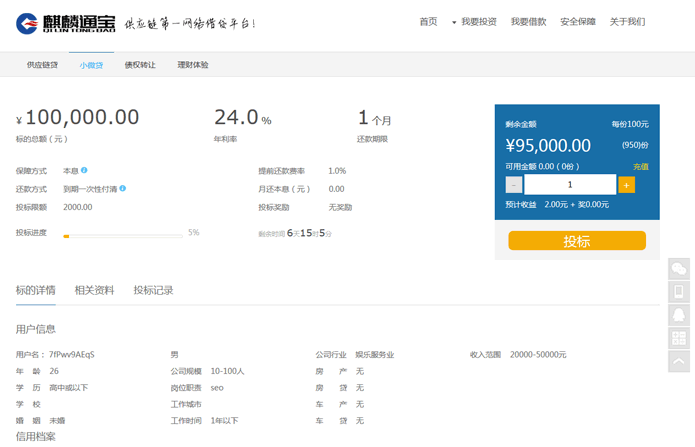 麒麟通宝 供应链第一网络借贷平台！
QI LIN TONG BAO
首页 我要投资 我要借款 安全保障 关于我们
供应链贷 小微贷 债权转让 理财体验
¥100,000.00 24.0 % 1 个月
标的总额（元） 年利率 还款期限
剩余金额 每份100元
¥95,000.00 (950)份
可用金额 0.00（0份） 充值
- 1 +
预计收益 2.00元 + 奖0.00元
投标
保障方式 本息 提前还款费率 1.0%
还款方式 到期一次性付清 月还本息（元） 0.00
投标限额 2000.00 投标奖励 无奖励
投标进度 5% 剩余时间 6天15时5分
标的详情 相关资料 投标记录
用户信息
用户名： 7fPwv9AEqS 男 公司行业 娱乐服务业 收入范围 20000-50000元
年 龄 26 公司规模 10-100人 房 产 无
学 历 高中或以下 岗位职责 seo 房 贷 无
学 校 工作城市 车 产 无
婚 姻 未婚 工作时间 1年以下 车 贷 无
信用档案